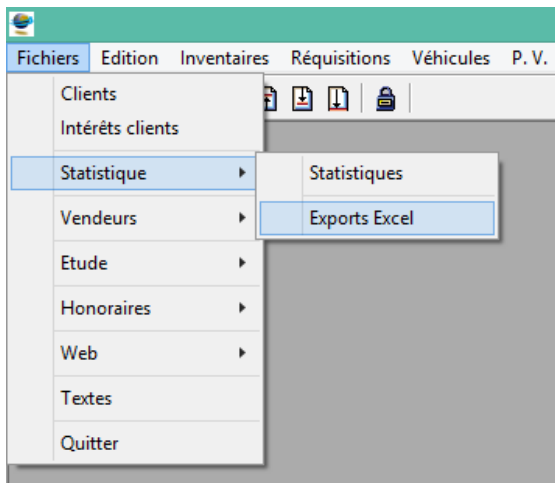 Fichiers Edition Inventaires Réquisitions Véhicules P. V.
Clients
Intérêts clients
Statistique
Statistiques
Vendeurs
Exports Excel
Etude
Honoraires
Web
Textes
Quitter